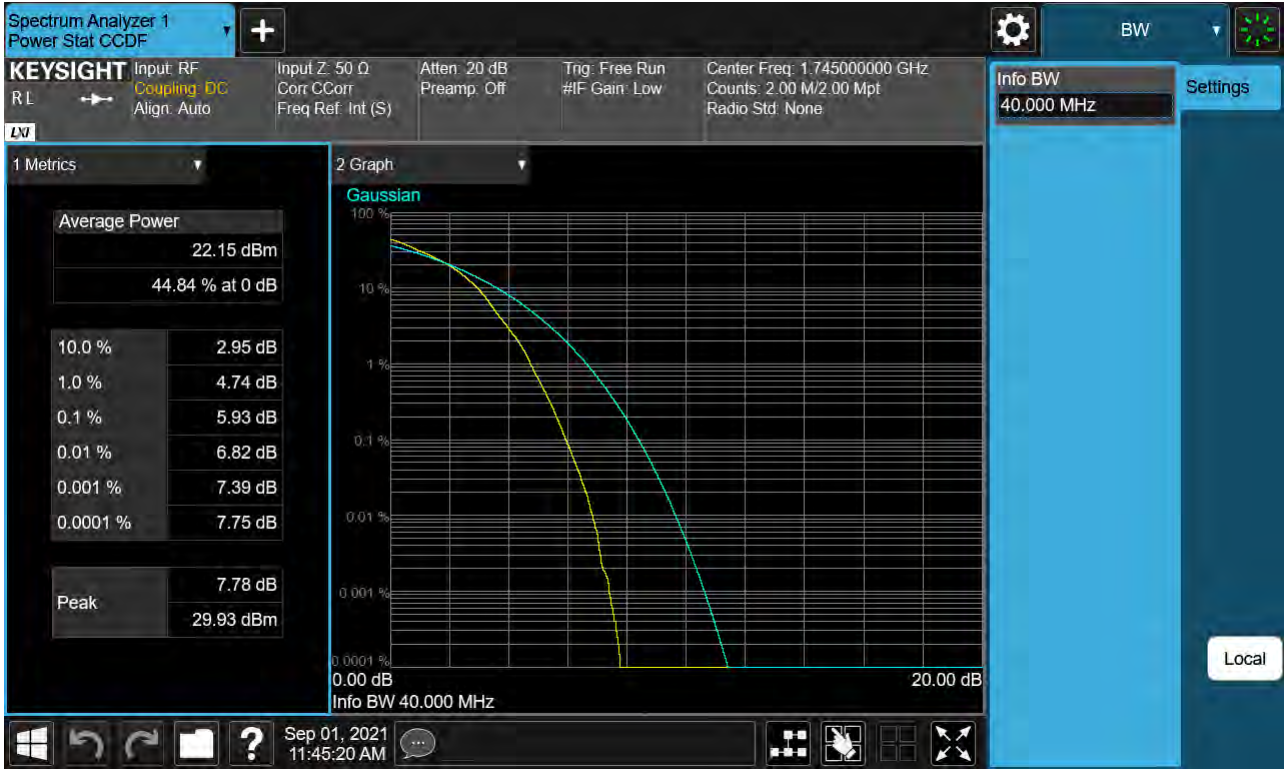 Spectrum Analyzer 1
Power Stat CCDF
BW
KEYSIGHT
R L
LXI
Input: RF
Coupling: DC
Align: Auto
Input Z: 50 Ω
Corr CCorr
Freq Ref: Int (S)
Atten: 20 dB
Preamp: Off
Trig: Free Run
#IF Gain: Low
Center Freq: 1.745000000 GHz
Counts: 2.00 M/2.00 Mpt
Radio Std: None
Info BW
40.000 MHz
Settings
1 Metrics
Average Power
22.15 dBm
44.84 % at 0 dB
10.0 % 2.95 dB
1.0 % 4.74 dB
0.1 % 5.93 dB
0.01 % 6.82 dB
0.001 % 7.39 dB
0.0001 % 7.75 dB
Peak
7.78 dB
29.93 dBm
2 Graph
Gaussian
100 %
10 %
1 %
0.1 %
0.01 %
0.001 %
0.0001 %
0.00 dB 20.00 dB
Info BW 40.000 MHz
Local
?
Sep 01, 2021
11:45:20 AM